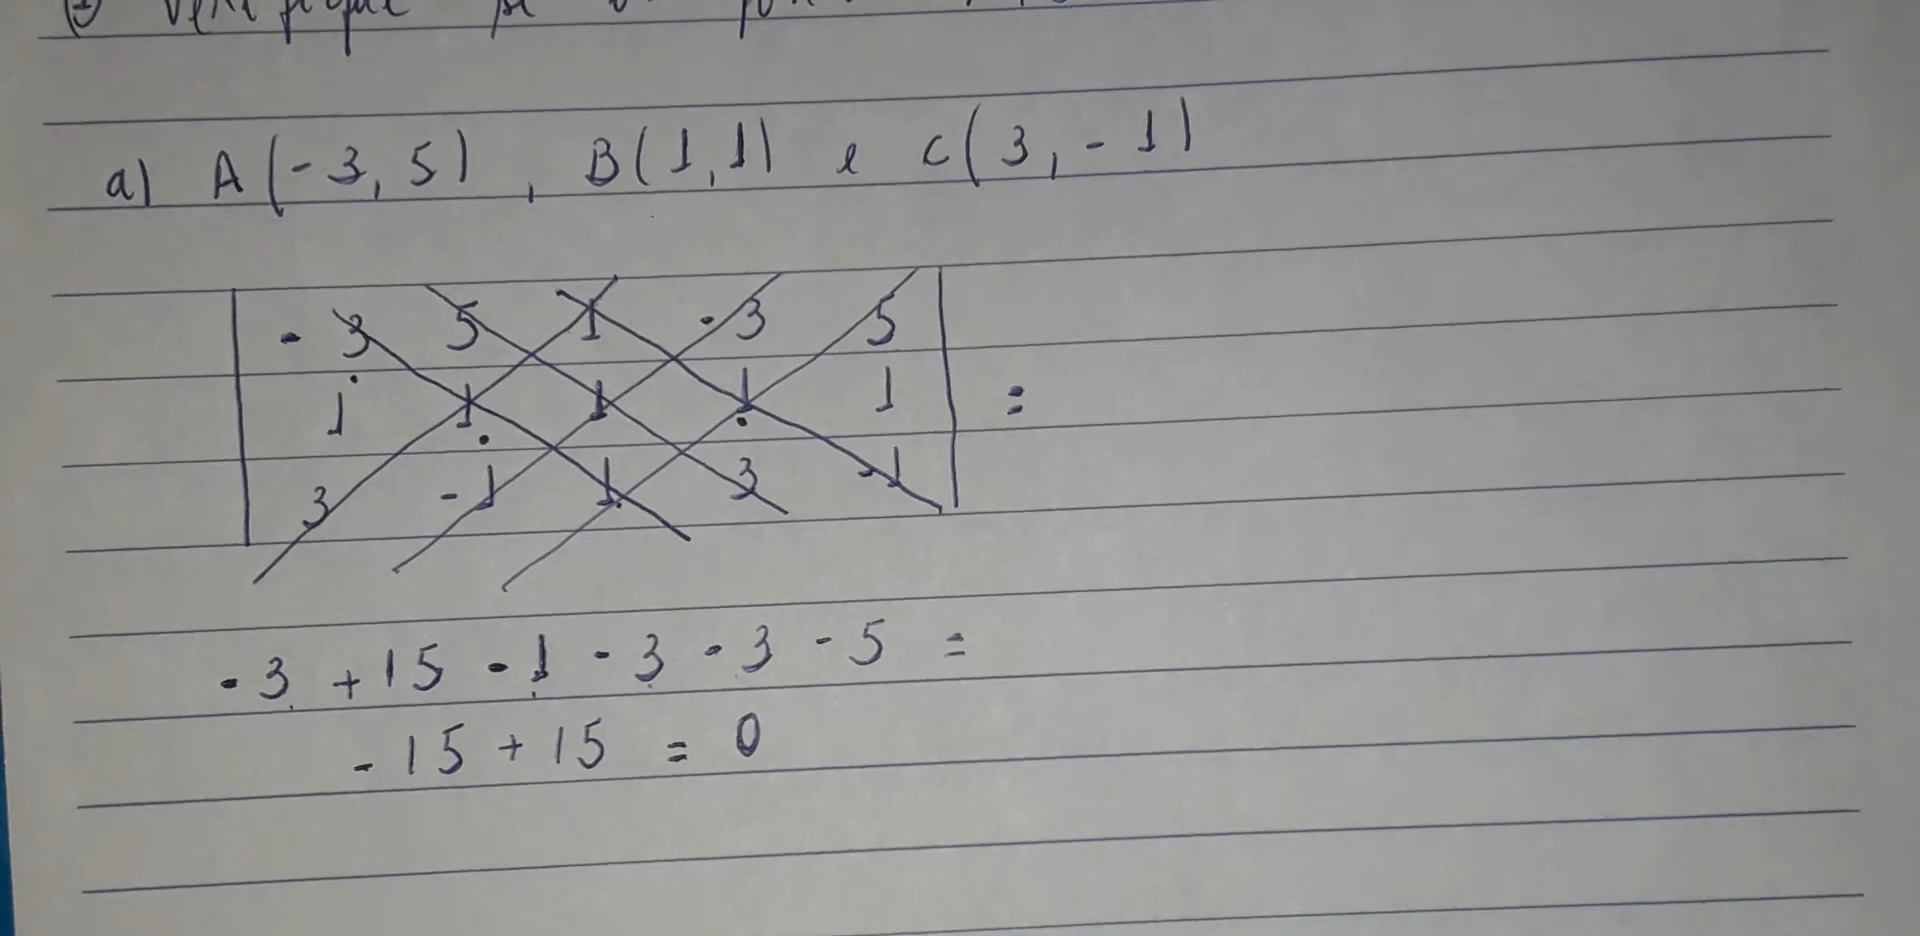 a) A(-3, 5), B(1,1) e C(3, -1)
-3 5 1 -3 5
1 1 1 1 1 =
3 -1 1 3 -1
-3 +15 -1 -3 -3 -5 =
-15 + 15 = 0